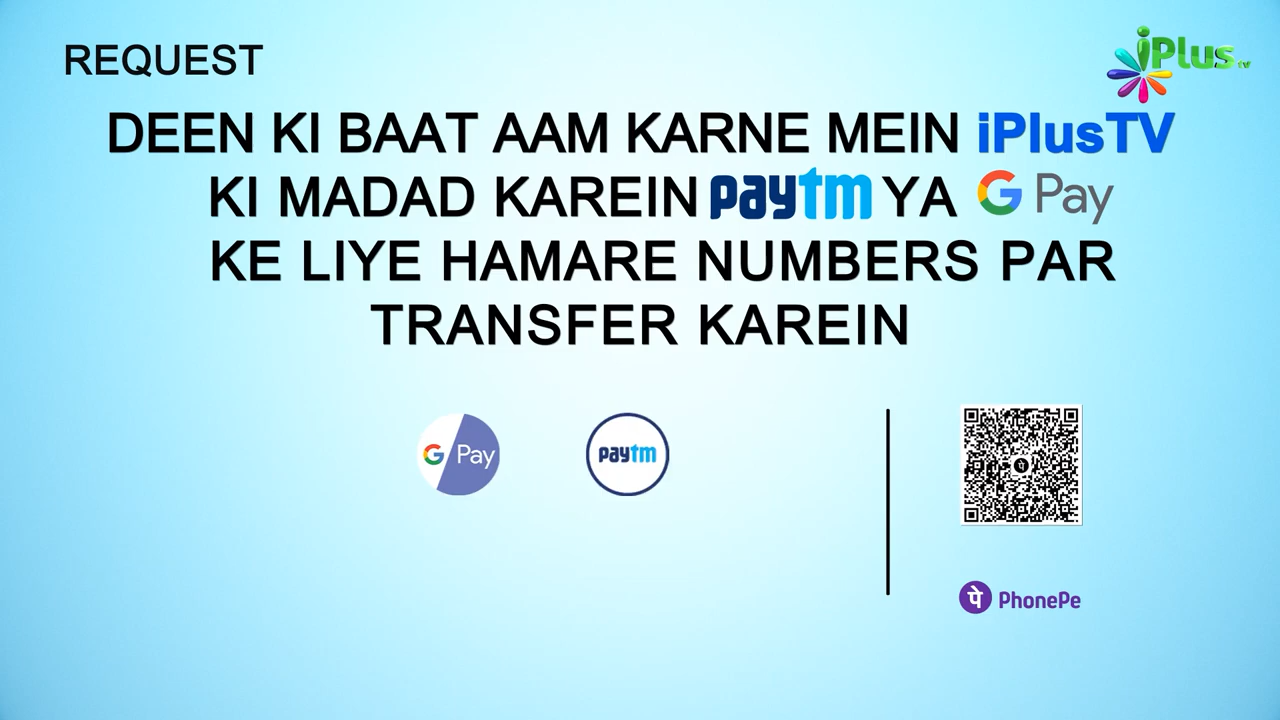 REQUEST
iPlus TV
DEEN KI BAAT AAM KARNE MEIN iPlusTV
KI MADAD KAREIN paytm YA G Pay
KE LIYE HAMARE NUMBERS PAR
TRANSFER KAREIN
G Pay
paytm
पे
पे PhonePe